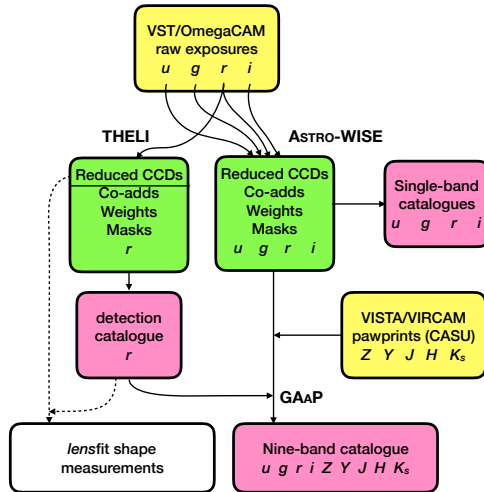 VST/OmegaCAM
raw exposures
u g r i
THELI
ASTRO-WISE
Reduced CCDs
Co-adds
Weights
Masks
r
Reduced CCDs
Co-adds
Weights
Masks
u g r i
Single-band
catalogues
u g r i
detection
catalogue
r
VISTA/VIRCAM
pawprints (CASU)
Z Y J H Ks
GAAP
lensfit shape
measurements
Nine-band catalogue
u g r i Z Y J H Ks